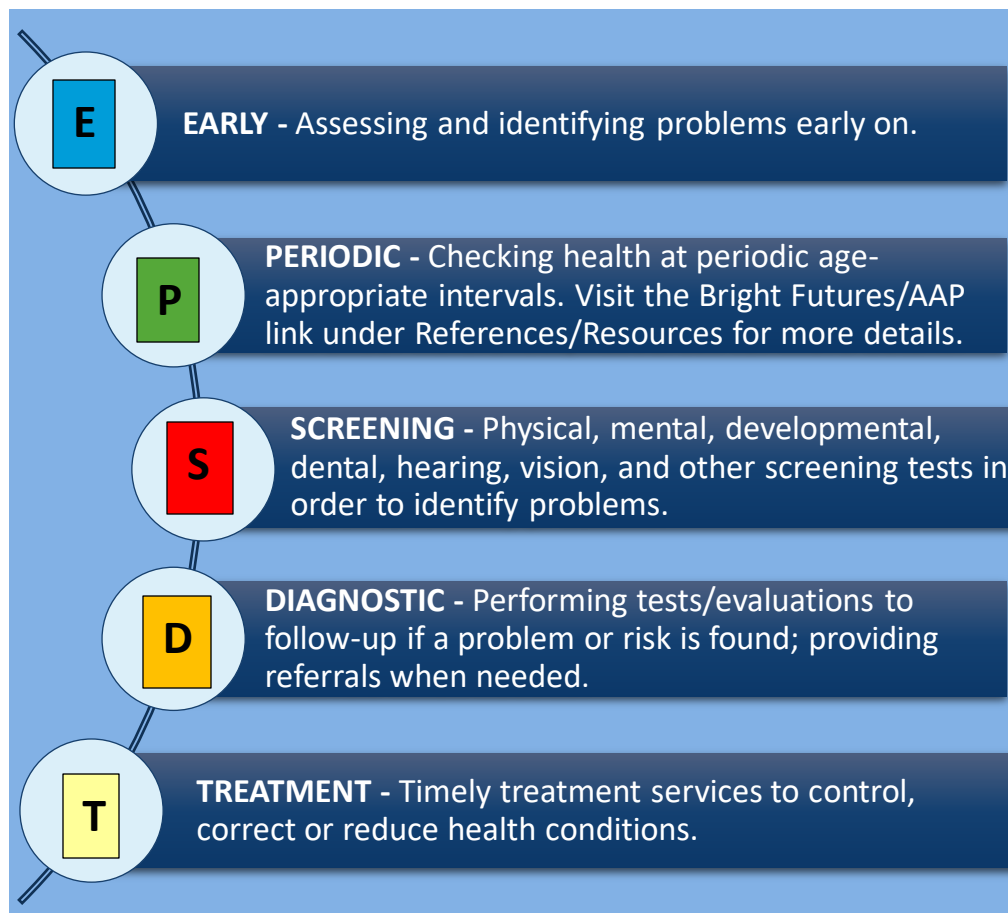 E
EARLY - Assessing and identifying problems early on.
P
PERIODIC - Checking health at periodic age-
appropriate intervals. Visit the Bright Futures/AAP
link under References/Resources for more details.
S
SCREENING - Physical, mental, developmental,
dental, hearing, vision, and other screening tests in
order to identify problems.
D
DIAGNOSTIC - Performing tests/evaluations to
follow-up if a problem or risk is found; providing
referrals when needed.
T
TREATMENT - Timely treatment services to control,
correct or reduce health conditions.